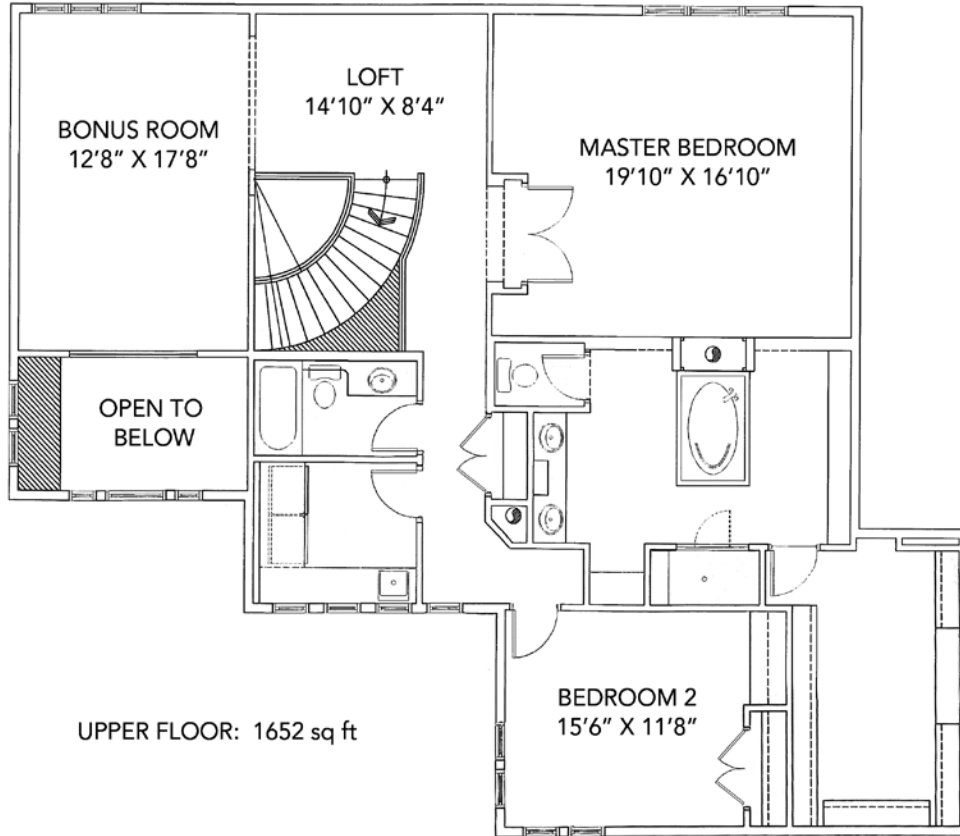 BONUS ROOM
12'8" X 17'8"
LOFT
14'10" X 8'4"
MASTER BEDROOM
19'10" X 16'10"
OPEN TO
BELOW
BEDROOM 2
15'6" X 11'8"
UPPER FLOOR: 1652 sq ft